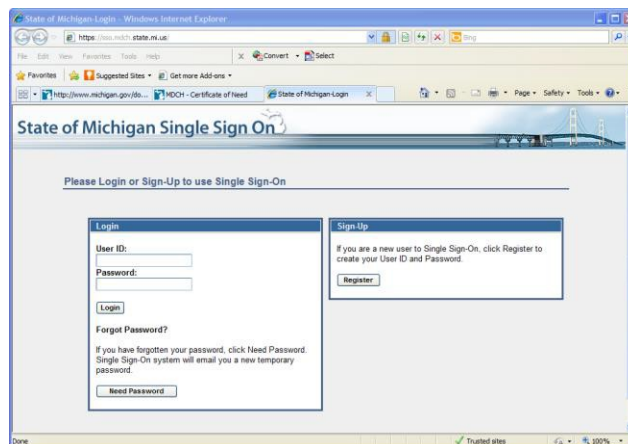 State of Michigan-Login - Windows Internet Explorer
https://sso.mdch.state.mi.us
Bing
File Edit View Favorites Tools Help
X Convert Select
Favorites Suggested Sites Get more Add-ons
http://www.michigan.gov/do... MDCH - Certificate of Need State of Michigan-Login X Page Safety Tools
State of Michigan Single Sign On
Please Login or Sign-Up to use Single Sign-On
Login
User ID:
Password:
Login
Forgot Password?
If you have forgotten your password, click Need Password.
Single Sign-On system will email you a new temporary
password.
Need Password
Sign-Up
If you are a new user to Single Sign-On, click Register to
create your User ID and Password.
Register
Done Trusted sites 100%